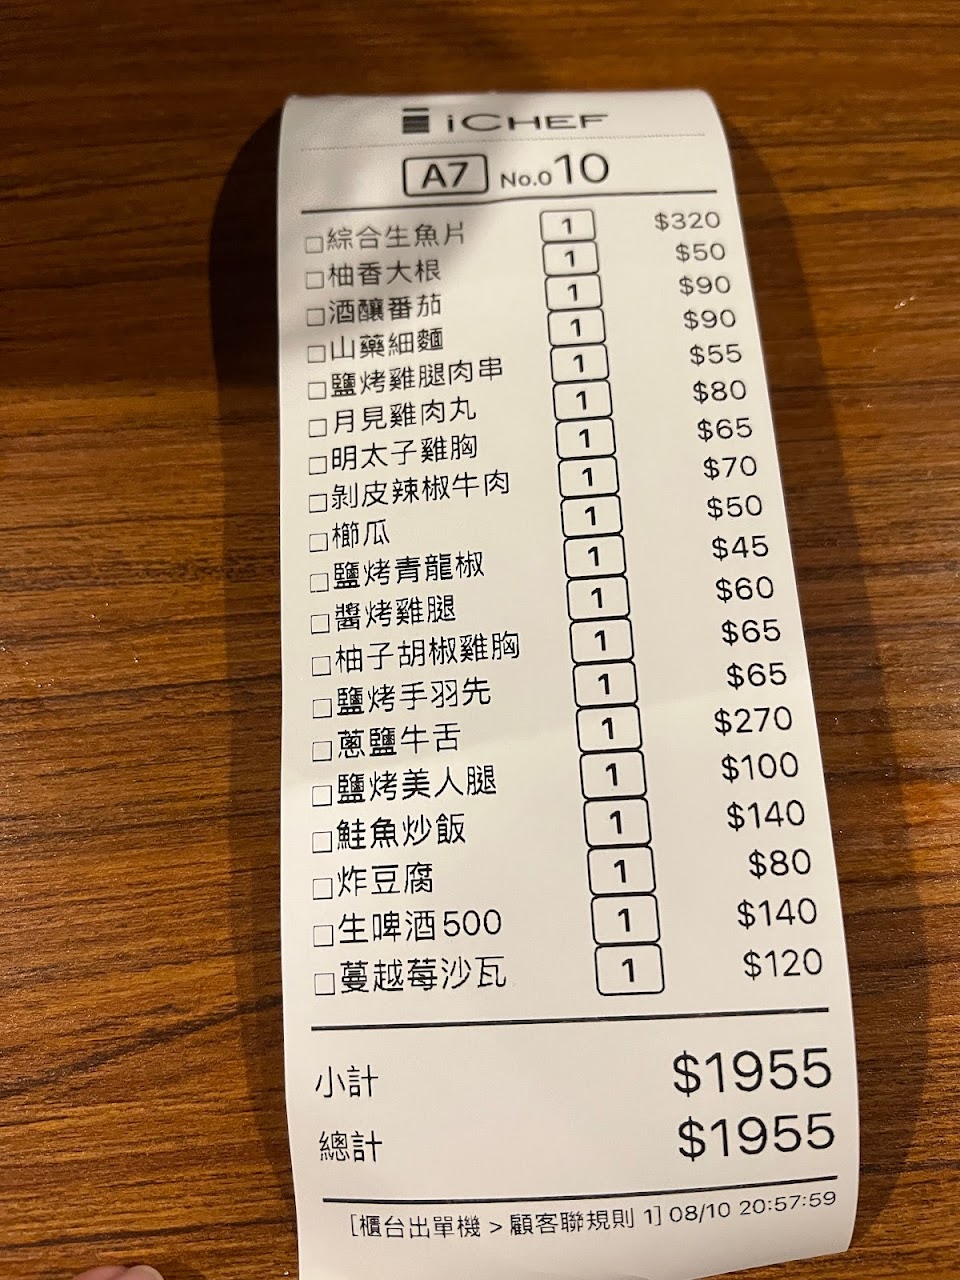 iCHEF
A7 No.010
□綜合生魚片 1 $320
□柚香大根 1 $50
□酒釀番茄 1 $90
□山藥細麵 1 $90
□鹽烤雞腿肉串 1 $55
□月見雞肉丸 1 $80
□明太子雞胸 1 $65
□剝皮辣椒牛肉 1 $70
□櫛瓜 1 $50
□鹽烤青龍椒 1 $45
□醬烤雞腿 1 $60
□柚子胡椒雞胸 1 $65
□鹽烤手羽先 1 $65
□蔥鹽牛舌 1 $270
□鹽烤美人腿 1 $100
□鮭魚炒飯 1 $140
□炸豆腐 1 $80
□生啤酒500 1 $140
□蔓越莓沙瓦 1 $120
小計 $1955
總計 $1955
[櫃台出單機 > 顧客聯規則 1] 08/10 20:57:59